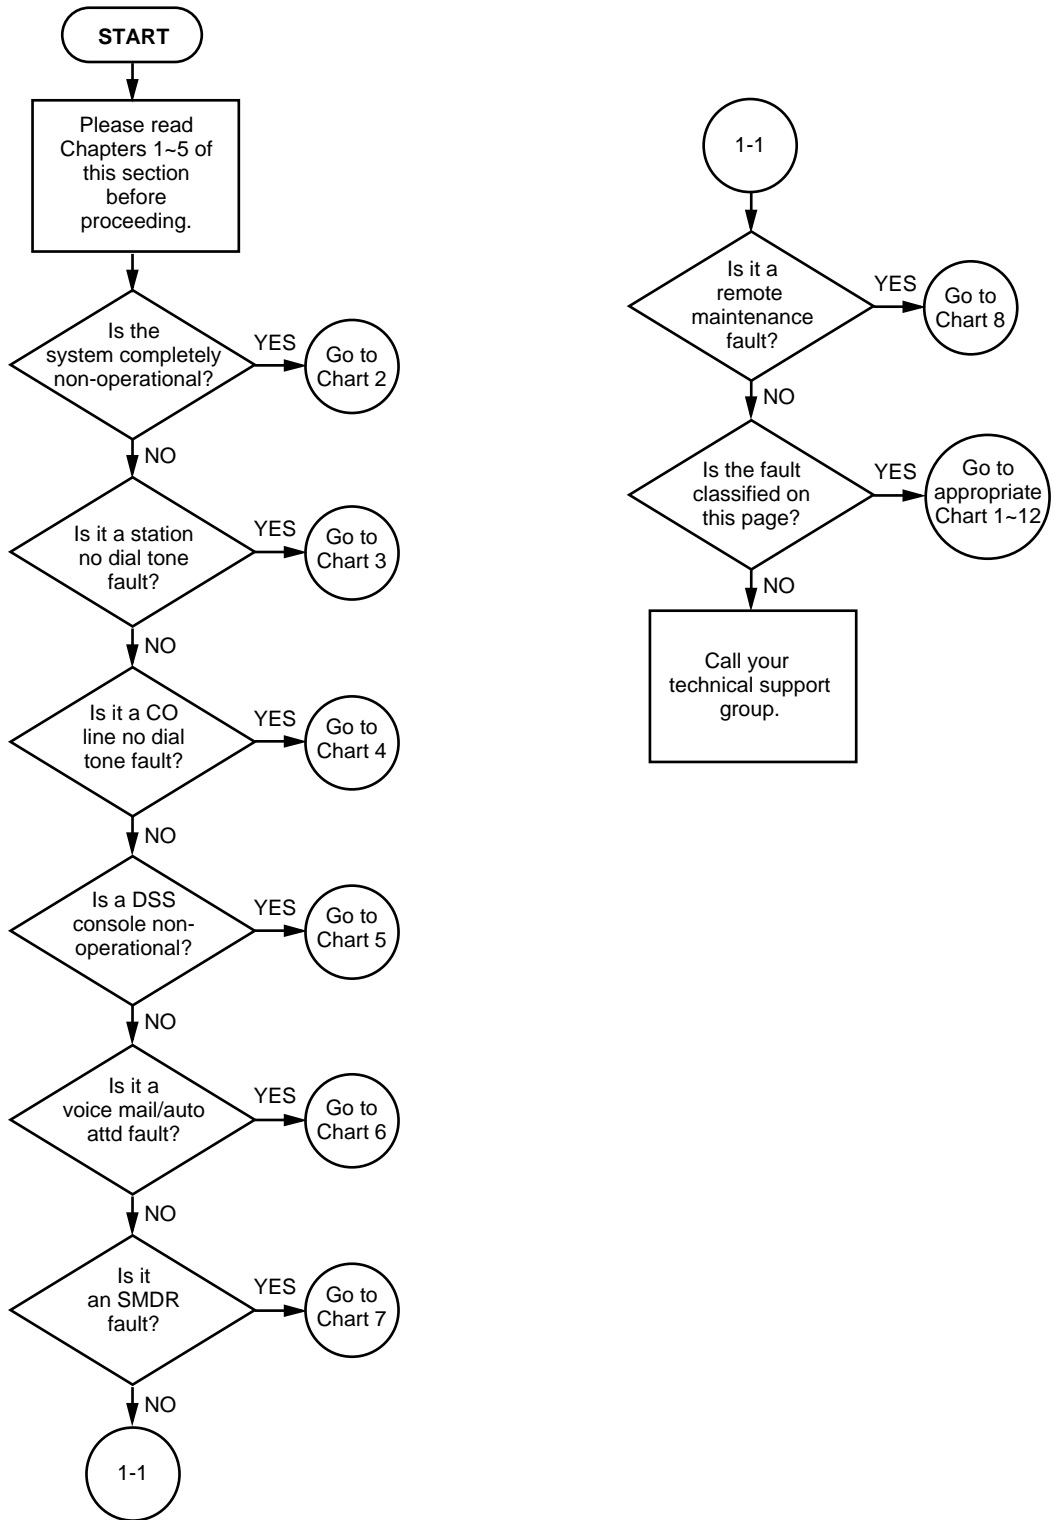 START
Please read
Chapters 1~5 of
this section
before
proceeding.
Is the
system completely
non-operational?
YES
Go to
Chart 2
NO
Is it a station
no dial tone
fault?
YES
Go to
Chart 3
NO
Is it a CO
line no dial
tone fault?
YES
Go to
Chart 4
NO
Is a DSS
console non-
operational?
YES
Go to
Chart 5
NO
Is it a
voice mail/auto
attd fault?
YES
Go to
Chart 6
NO
Is it
an SMDR
fault?
YES
Go to
Chart 7
NO
1-1
1-1
Is it a
remote
maintenance
fault?
YES
Go to
Chart 8
NO
Is the fault
classified on
this page?
YES
Go to
appropriate
Chart 1~12
NO
Call your
technical support
group.